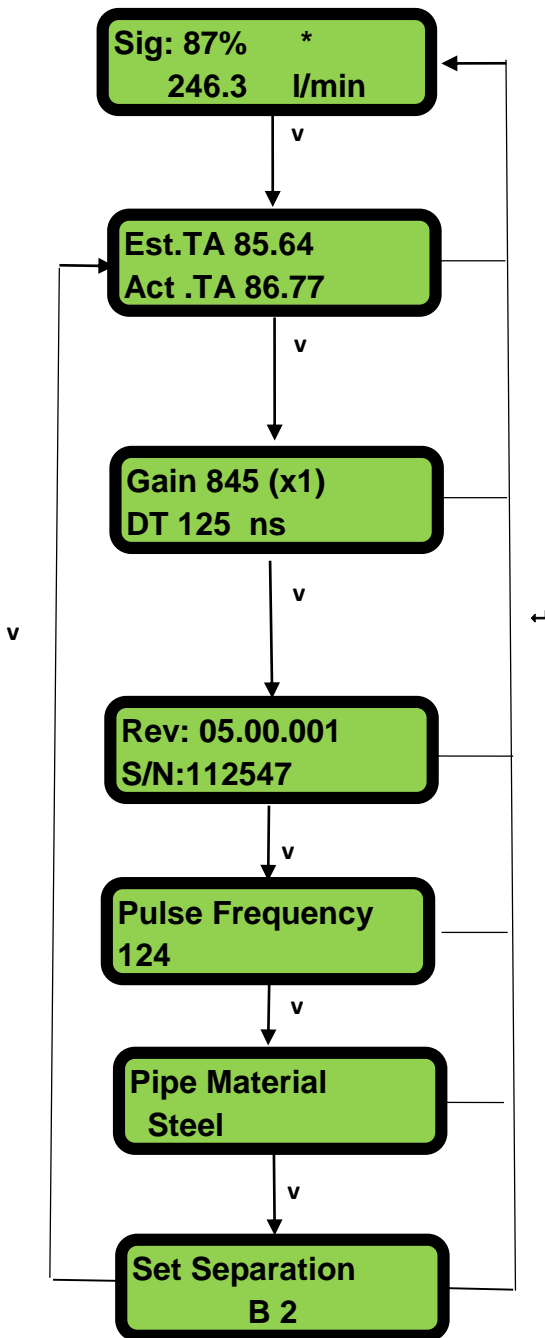 Sig: 87% *
246.3 l/min
v
Est.TA 85.64
Act .TA 86.77
v
Gain 845 (x1)
DT 125 ns
v
v
↵
Rev: 05.00.001
S/N:112547
v
Pulse Frequency
124
v
Pipe Material
Steel
v
Set Separation
B 2